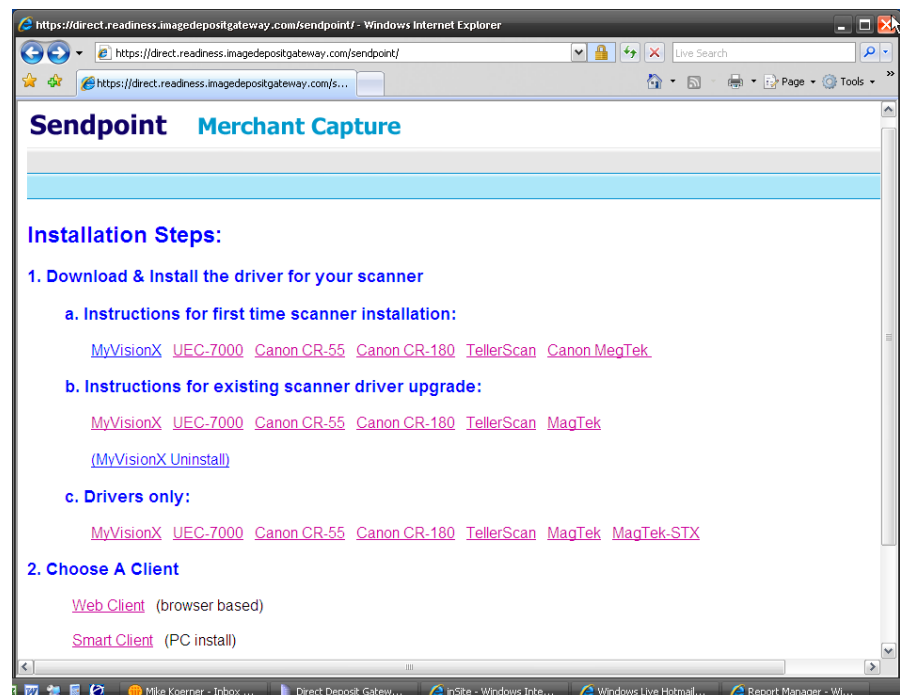 https://direct.readiness.imagedepositgateway.com/sendpoint/ - Windows Internet Explorer
https://direct.readiness.imagedepositgateway.com/sendpoint/ Live Search
https://direct.readiness.imagedepositgateway.com/s... Page Tools »
Sendpoint Merchant Capture
Installation Steps:
1. Download & Install the driver for your scanner
a. Instructions for first time scanner installation:
MyVisionX UEC-7000 Canon CR-55 Canon CR-180 TellerScan Canon MegTek
b. Instructions for existing scanner driver upgrade:
MyVisionX UEC-7000 Canon CR-55 Canon CR-180 TellerScan MagTek
(MyVisionX Uninstall)
c. Drivers only:
MyVisionX UEC-7000 Canon CR-55 Canon CR-180 TellerScan MagTek MagTek-STX
2. Choose A Client
Web Client (browser based)
Smart Client (PC install)
Mike Koerner - Inbox ... Direct Deposit Gatew... inSite - Windows Inte... Windows Live Hotmail... Report Manager - Wi...